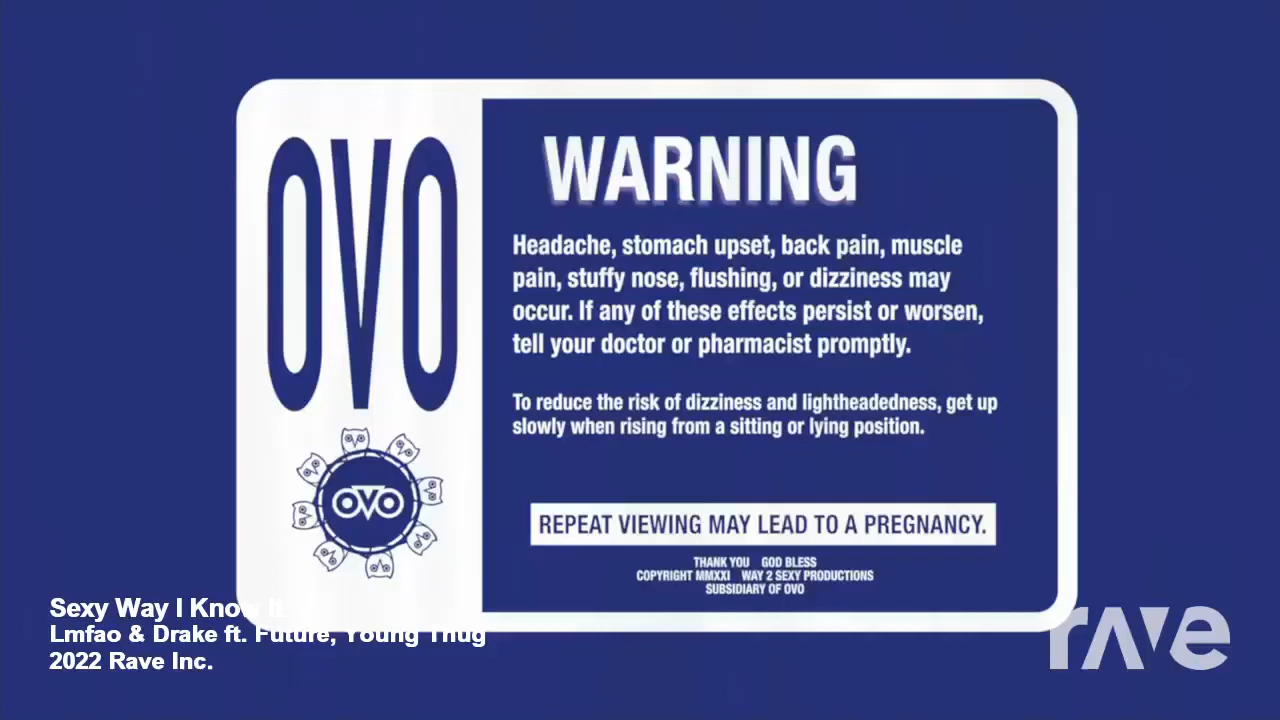 OVO
WARNING
Headache, stomach upset, back pain, muscle
pain, stuffy nose, flushing, or dizziness may
occur. If any of these effects persist or worsen,
tell your doctor or pharmacist promptly.
To reduce the risk of dizziness and lightheadedness, get up
slowly when rising from a sitting or lying position.
OVO
REPEAT VIEWING MAY LEAD TO A PREGNANCY.
THANK YOU GOD BLESS
COPYRIGHT MMXXI WAY 2 SEXY PRODUCTIONS
SUBSIDIARY OF OVO
Sexy Way I Know It
Lmfao & Drake ft. Future, Young Thug
2022 Rave Inc.
rave